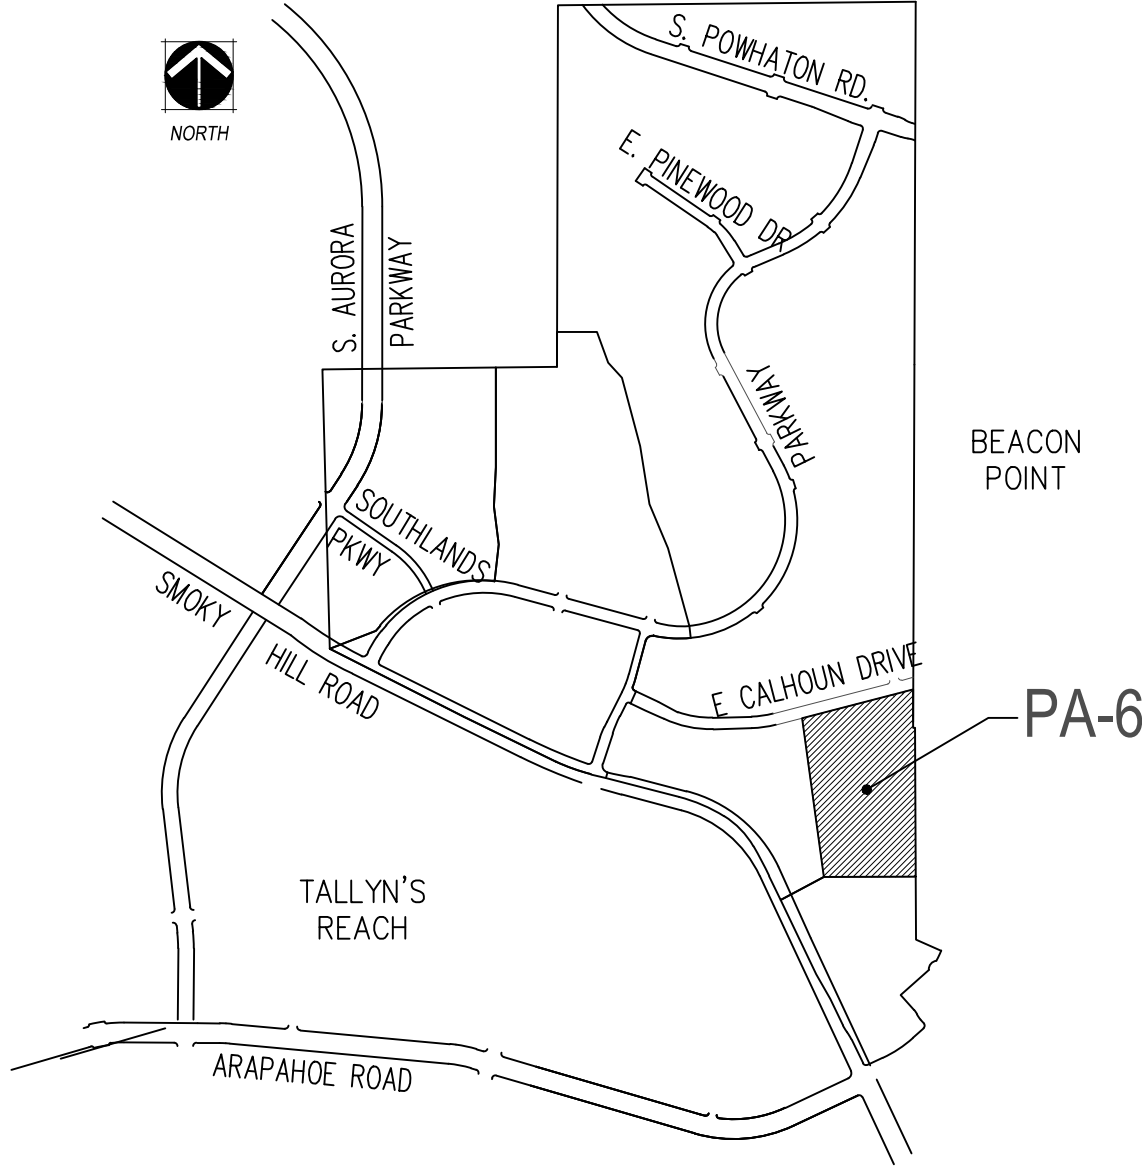 S. POWHATON RD.
NORTH
E. PINEWOOD DR
S. AURORA
PARKWAY
PARKWAY
BEACON
POINT
SOUTHLANDS
PKWY
SMOKY
HILL ROAD
E CALHOUN DRIVE
PA-6
TALLYN'S
REACH
ARAPAHOE ROAD